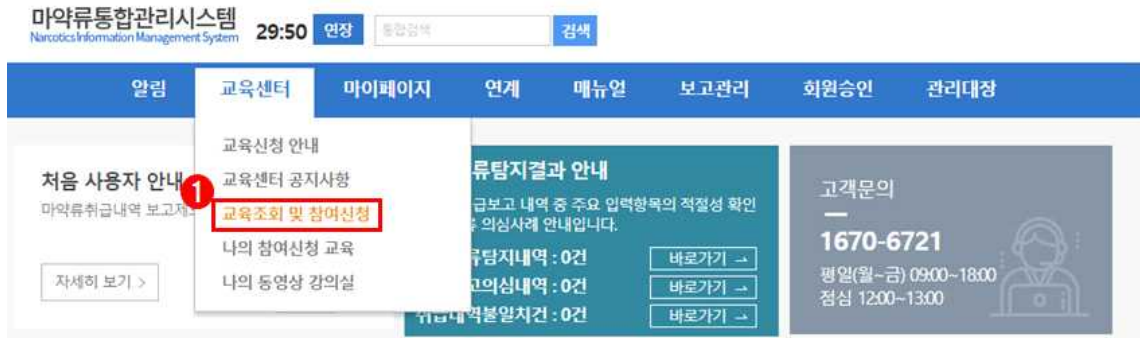 마약류통합관리시스템
Narcotics Information Management System
29:50 연장 통합검색 검색
알림 교육센터 마이페이지 연계 매뉴얼 보고관리 회원승인 관리대장
교육신청 안내
교육센터 공지사항
1
교육조회 및 참여신청
나의 참여신청 교육
나의 동영상 강의실
처음 사용자 안내
마약류취급내역 보고제
자세히 보기 >
류탐지결과 안내
급보고 내역 중 주요 입력항목의 적절성 확인
의심사례 안내입니다.
류탐지내역 : 0건 바로가기 →
고의심내역 : 0건 바로가기 →
취급내역불일치건 : 0건 바로가기 →
고객문의
1670-6721
평일(월~금) 09:00~18:00
점심 12:00~13:00